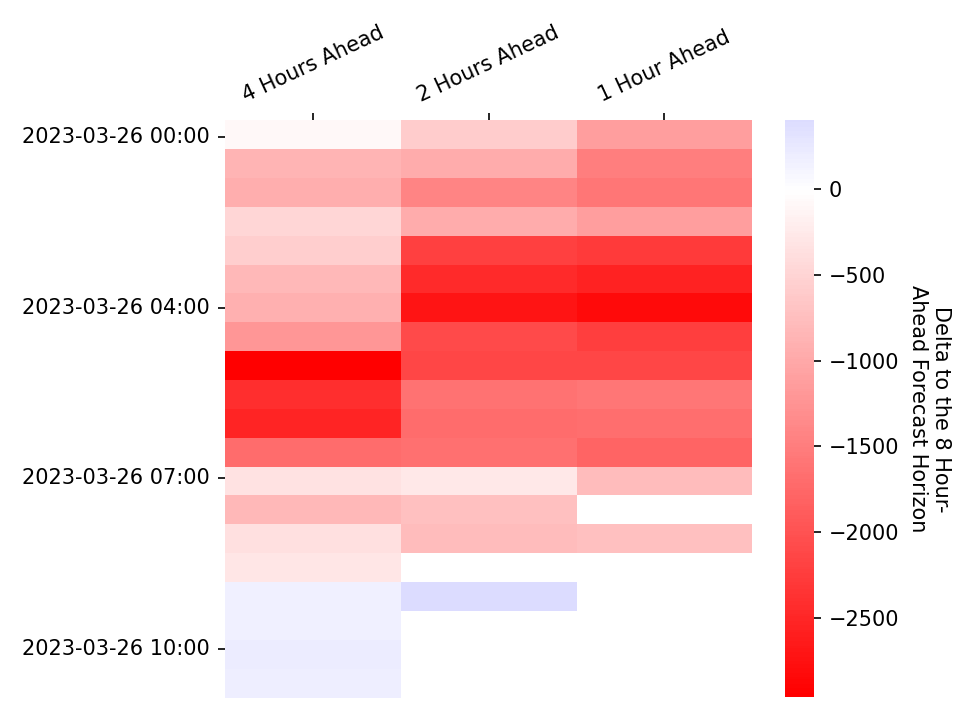 4 Hours Ahead
2 Hours Ahead
1 Hour Ahead
2023-03-26 00:00
2023-03-26 04:00
2023-03-26 07:00
2023-03-26 10:00
0
−500
−1000
−1500
−2000
−2500
Delta to the 8 Hour-
Ahead Forecast Horizon